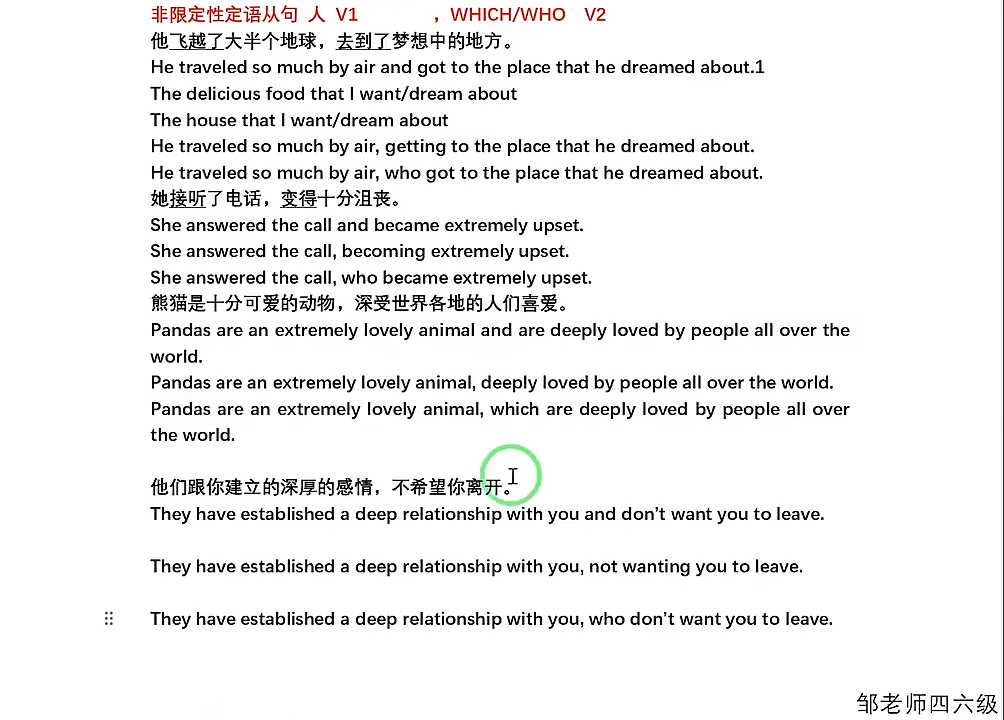 非限定性定语从句 人 V1 ，WHICH/WHO V2
他飞越了大半个地球，去到了梦想中的地方。
He traveled so much by air and got to the place that he dreamed about.1
The delicious food that I want/dream about
The house that I want/dream about
He traveled so much by air, getting to the place that he dreamed about.
He traveled so much by air, who got to the place that he dreamed about.
她接听了电话，变得十分沮丧。
She answered the call and became extremely upset.
She answered the call, becoming extremely upset.
She answered the call, who became extremely upset.
熊猫是十分可爱的动物，深受世界各地的人们喜爱。
Pandas are an extremely lovely animal and are deeply loved by people all over the
world.
Pandas are an extremely lovely animal, deeply loved by people all over the world.
Pandas are an extremely lovely animal, which are deeply loved by people all over
the world.
他们跟你建立的深厚的感情，不希望你离开。
They have established a deep relationship with you and don’t want you to leave.
They have established a deep relationship with you, not wanting you to leave.
They have established a deep relationship with you, who don’t want you to leave.
邹老师四六级